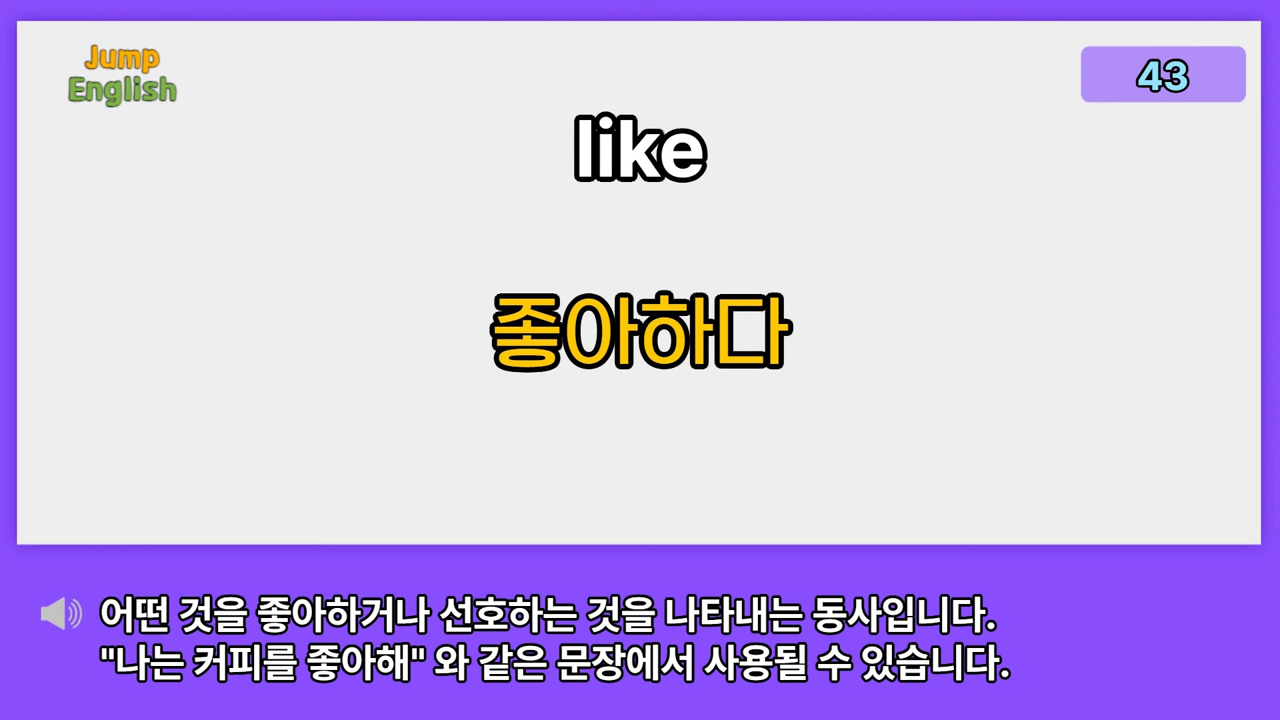 Jump
English
43
like
좋아하다
어떤 것을 좋아하거나 선호하는 것을 나타내는 동사입니다.
"나는 커피를 좋아해" 와 같은 문장에서 사용될 수 있습니다.